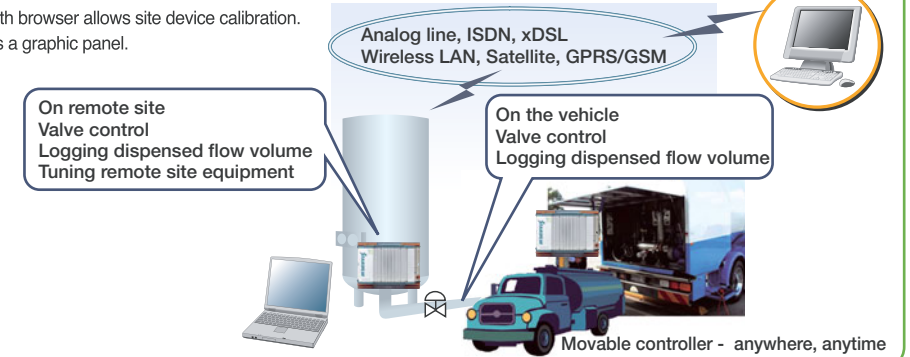 th browser allows site device calibration.
s a graphic panel.
Analog line, ISDN, xDSL
Wireless LAN, Satellite, GPRS/GSM
On remote site
Valve control
Logging dispensed flow volume
Tuning remote site equipment
On the vehicle
Valve control
Logging dispensed flow volume
Movable controller - anywhere, anytime